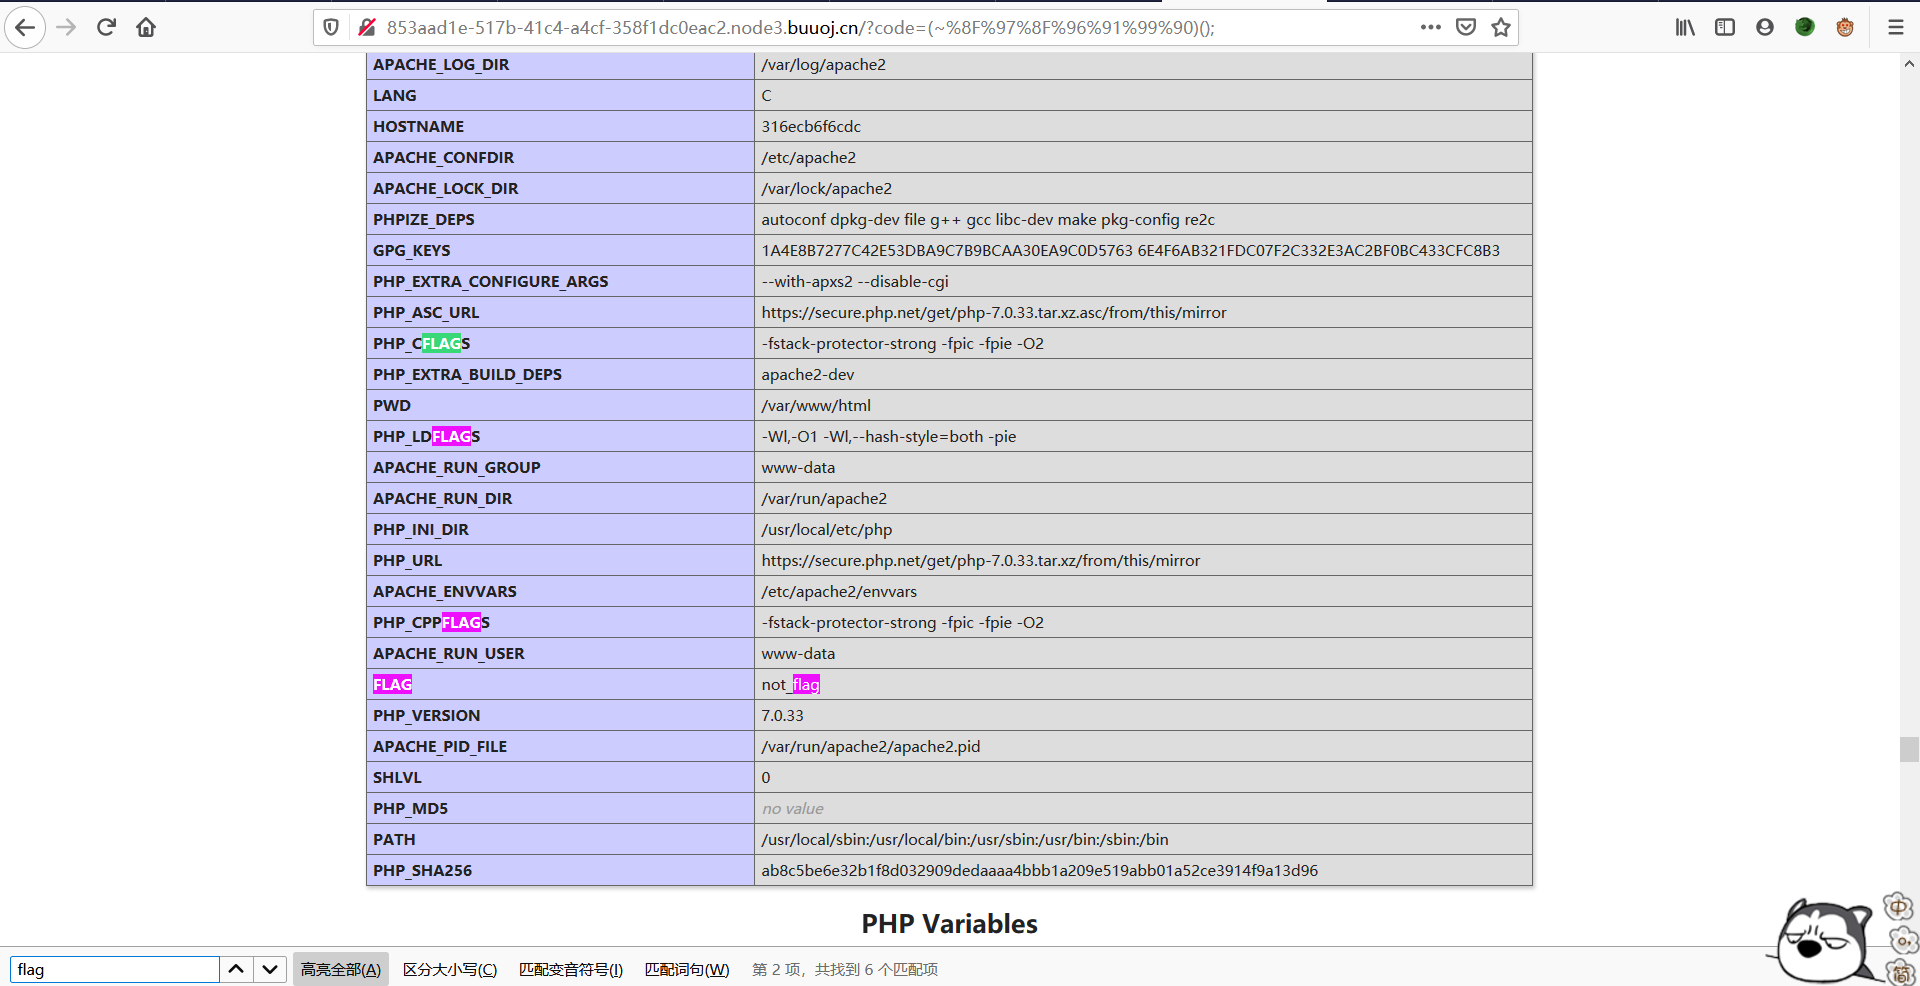 853aad1e-517b-41c4-a4cf-358f1dc0eac2.node3.buuoj.cn/?code=(~%8F%97%8F%96%91%99%90)();
APACHE_LOG_DIR /var/log/apache2
LANG C
HOSTNAME 316ecb6f6cdc
APACHE_CONFDIR /etc/apache2
APACHE_LOCK_DIR /var/lock/apache2
PHPIZE_DEPS autoconf dpkg-dev file g++ gcc libc-dev make pkg-config re2c
GPG_KEYS 1A4E8B7277C42E53DBA9C7B9BCAA30EA9C0D5763 6E4F6AB321FDC07F2C332E3AC2BF0BC433CFC8B3
PHP_EXTRA_CONFIGURE_ARGS --with-apxs2 --disable-cgi
PHP_ASC_URL https://secure.php.net/get/php-7.0.33.tar.xz.asc/from/this/mirror
PHP_CFLAGS -fstack-protector-strong -fpic -fpie -O2
PHP_EXTRA_BUILD_DEPS apache2-dev
PWD /var/www/html
PHP_LDFLAGS -Wl,-O1 -Wl,--hash-style=both -pie
APACHE_RUN_GROUP www-data
APACHE_RUN_DIR /var/run/apache2
PHP_INI_DIR /usr/local/etc/php
PHP_URL https://secure.php.net/get/php-7.0.33.tar.xz/from/this/mirror
APACHE_ENVVARS /etc/apache2/envvars
PHP_CPPFLAGS -fstack-protector-strong -fpic -fpie -O2
APACHE_RUN_USER www-data
FLAG not_flag
PHP_VERSION 7.0.33
APACHE_PID_FILE /var/run/apache2/apache2.pid
SHLVL 0
PHP_MD5 no value
PATH /usr/local/sbin:/usr/local/bin:/usr/sbin:/usr/bin:/sbin:/bin
PHP_SHA256 ab8c5be6e32b1f8d032909dedaaaa4bbb1a209e519abb01a52ce3914f9a13d96
PHP Variables
flag 高亮全部(A) 区分大小写(C) 匹配变音符号(I) 匹配词句(W) 第 2 项，共找到 6 个匹配项
中
简